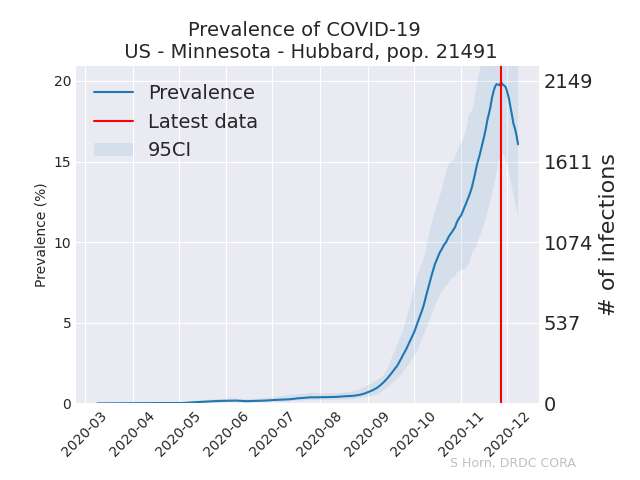 Prevalence of COVID-19
US - Minnesota - Hubbard, pop. 21491
Prevalence
Latest data
95CI
Prevalence (%)
20
15
10
5
0
2149
1611
1074
537
0
# of infections
2020-03
2020-04
2020-05
2020-06
2020-07
2020-08
2020-09
2020-10
2020-11
2020-12
S Horn, DRDC CORA